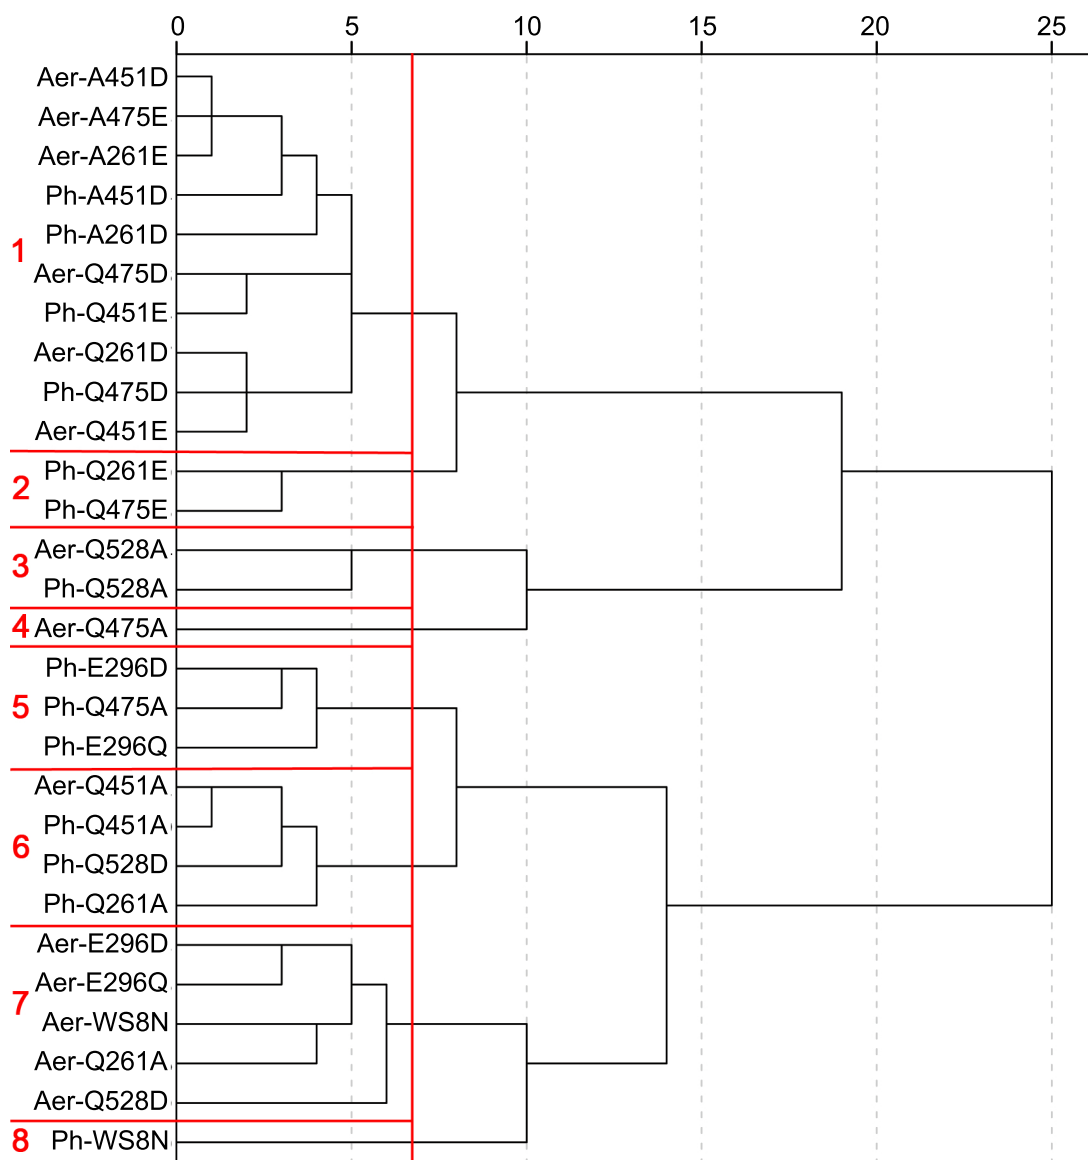 0 5 10 15 20 25
Aer-A451D
Aer-A475E
Aer-A261E
Ph-A451D
Ph-A261D
1
Aer-Q475D
Ph-Q451E
Aer-Q261D
Ph-Q475D
Aer-Q451E
Ph-Q261E
2
Ph-Q475E
Aer-Q528A
3
Ph-Q528A
4 Aer-Q475A
Ph-E296D
5 Ph-Q475A
Ph-E296Q
Aer-Q451A
Ph-Q451A
6
Ph-Q528D
Ph-Q261A
Aer-E296D
Aer-E296Q
7
Aer-WS8N
Aer-Q261A
Aer-Q528D
8 Ph-WS8N